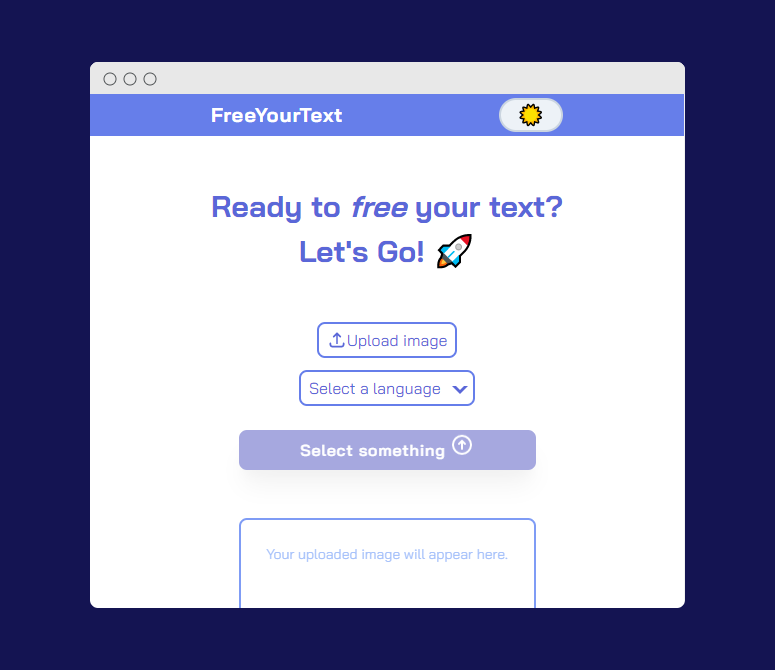 FreeYourText
Ready to free your text?
Let's Go!
Upload image
Select a language
Select something
Your uploaded image will appear here.